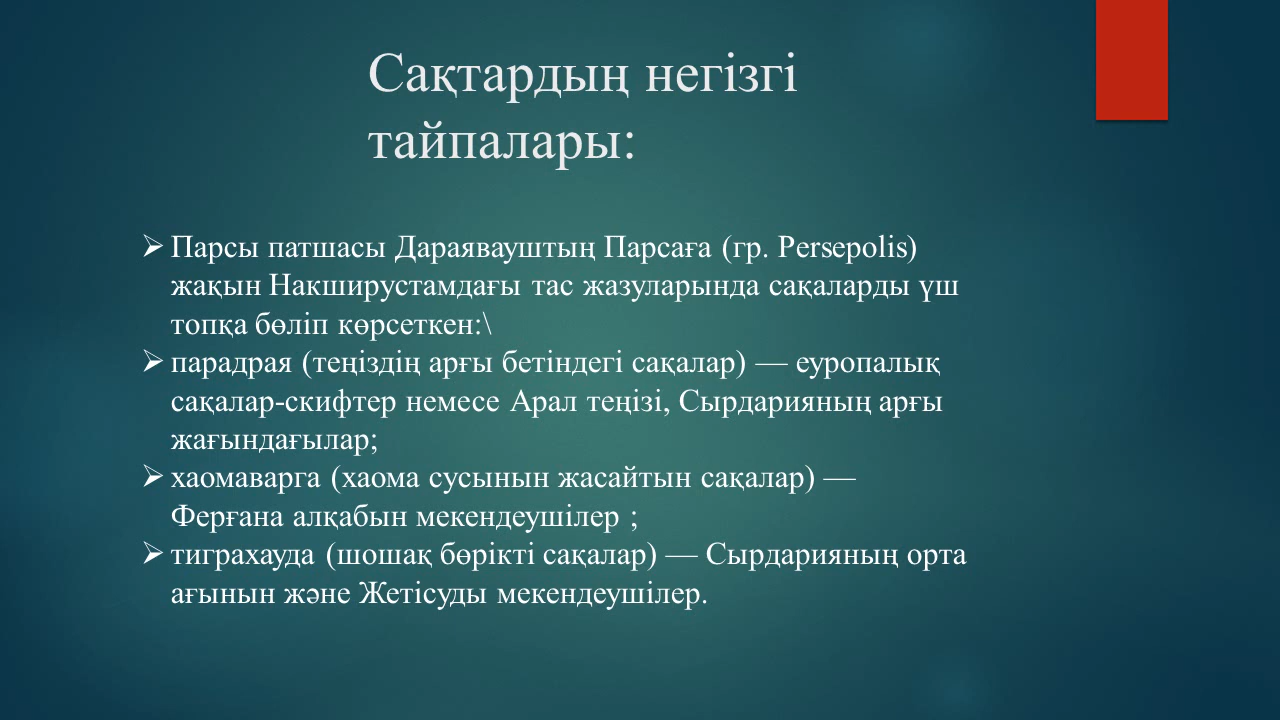 Сақтардың негізгі
тайпалары:
➢ Парсы патшасы Дараявауштың Парсаға (гр. Persepolis)
жақын Накширустамдағы тас жазуларында сақаларды үш
топқа бөліп көрсеткен:\
➢ парадрая (теңіздің арғы бетіндегі сақалар) — еуропалық
сақалар-скифтер немесе Арал теңізі, Сырдарияның арғы
жағындағылар;
➢ хаомаварга (хаома сусынын жасайтын сақалар) —
Ферғана алқабын мекендеушілер ;
➢ тиграхауда (шошақ бөрікті сақалар) — Сырдарияның орта
ағынын және Жетісуды мекендеушілер.